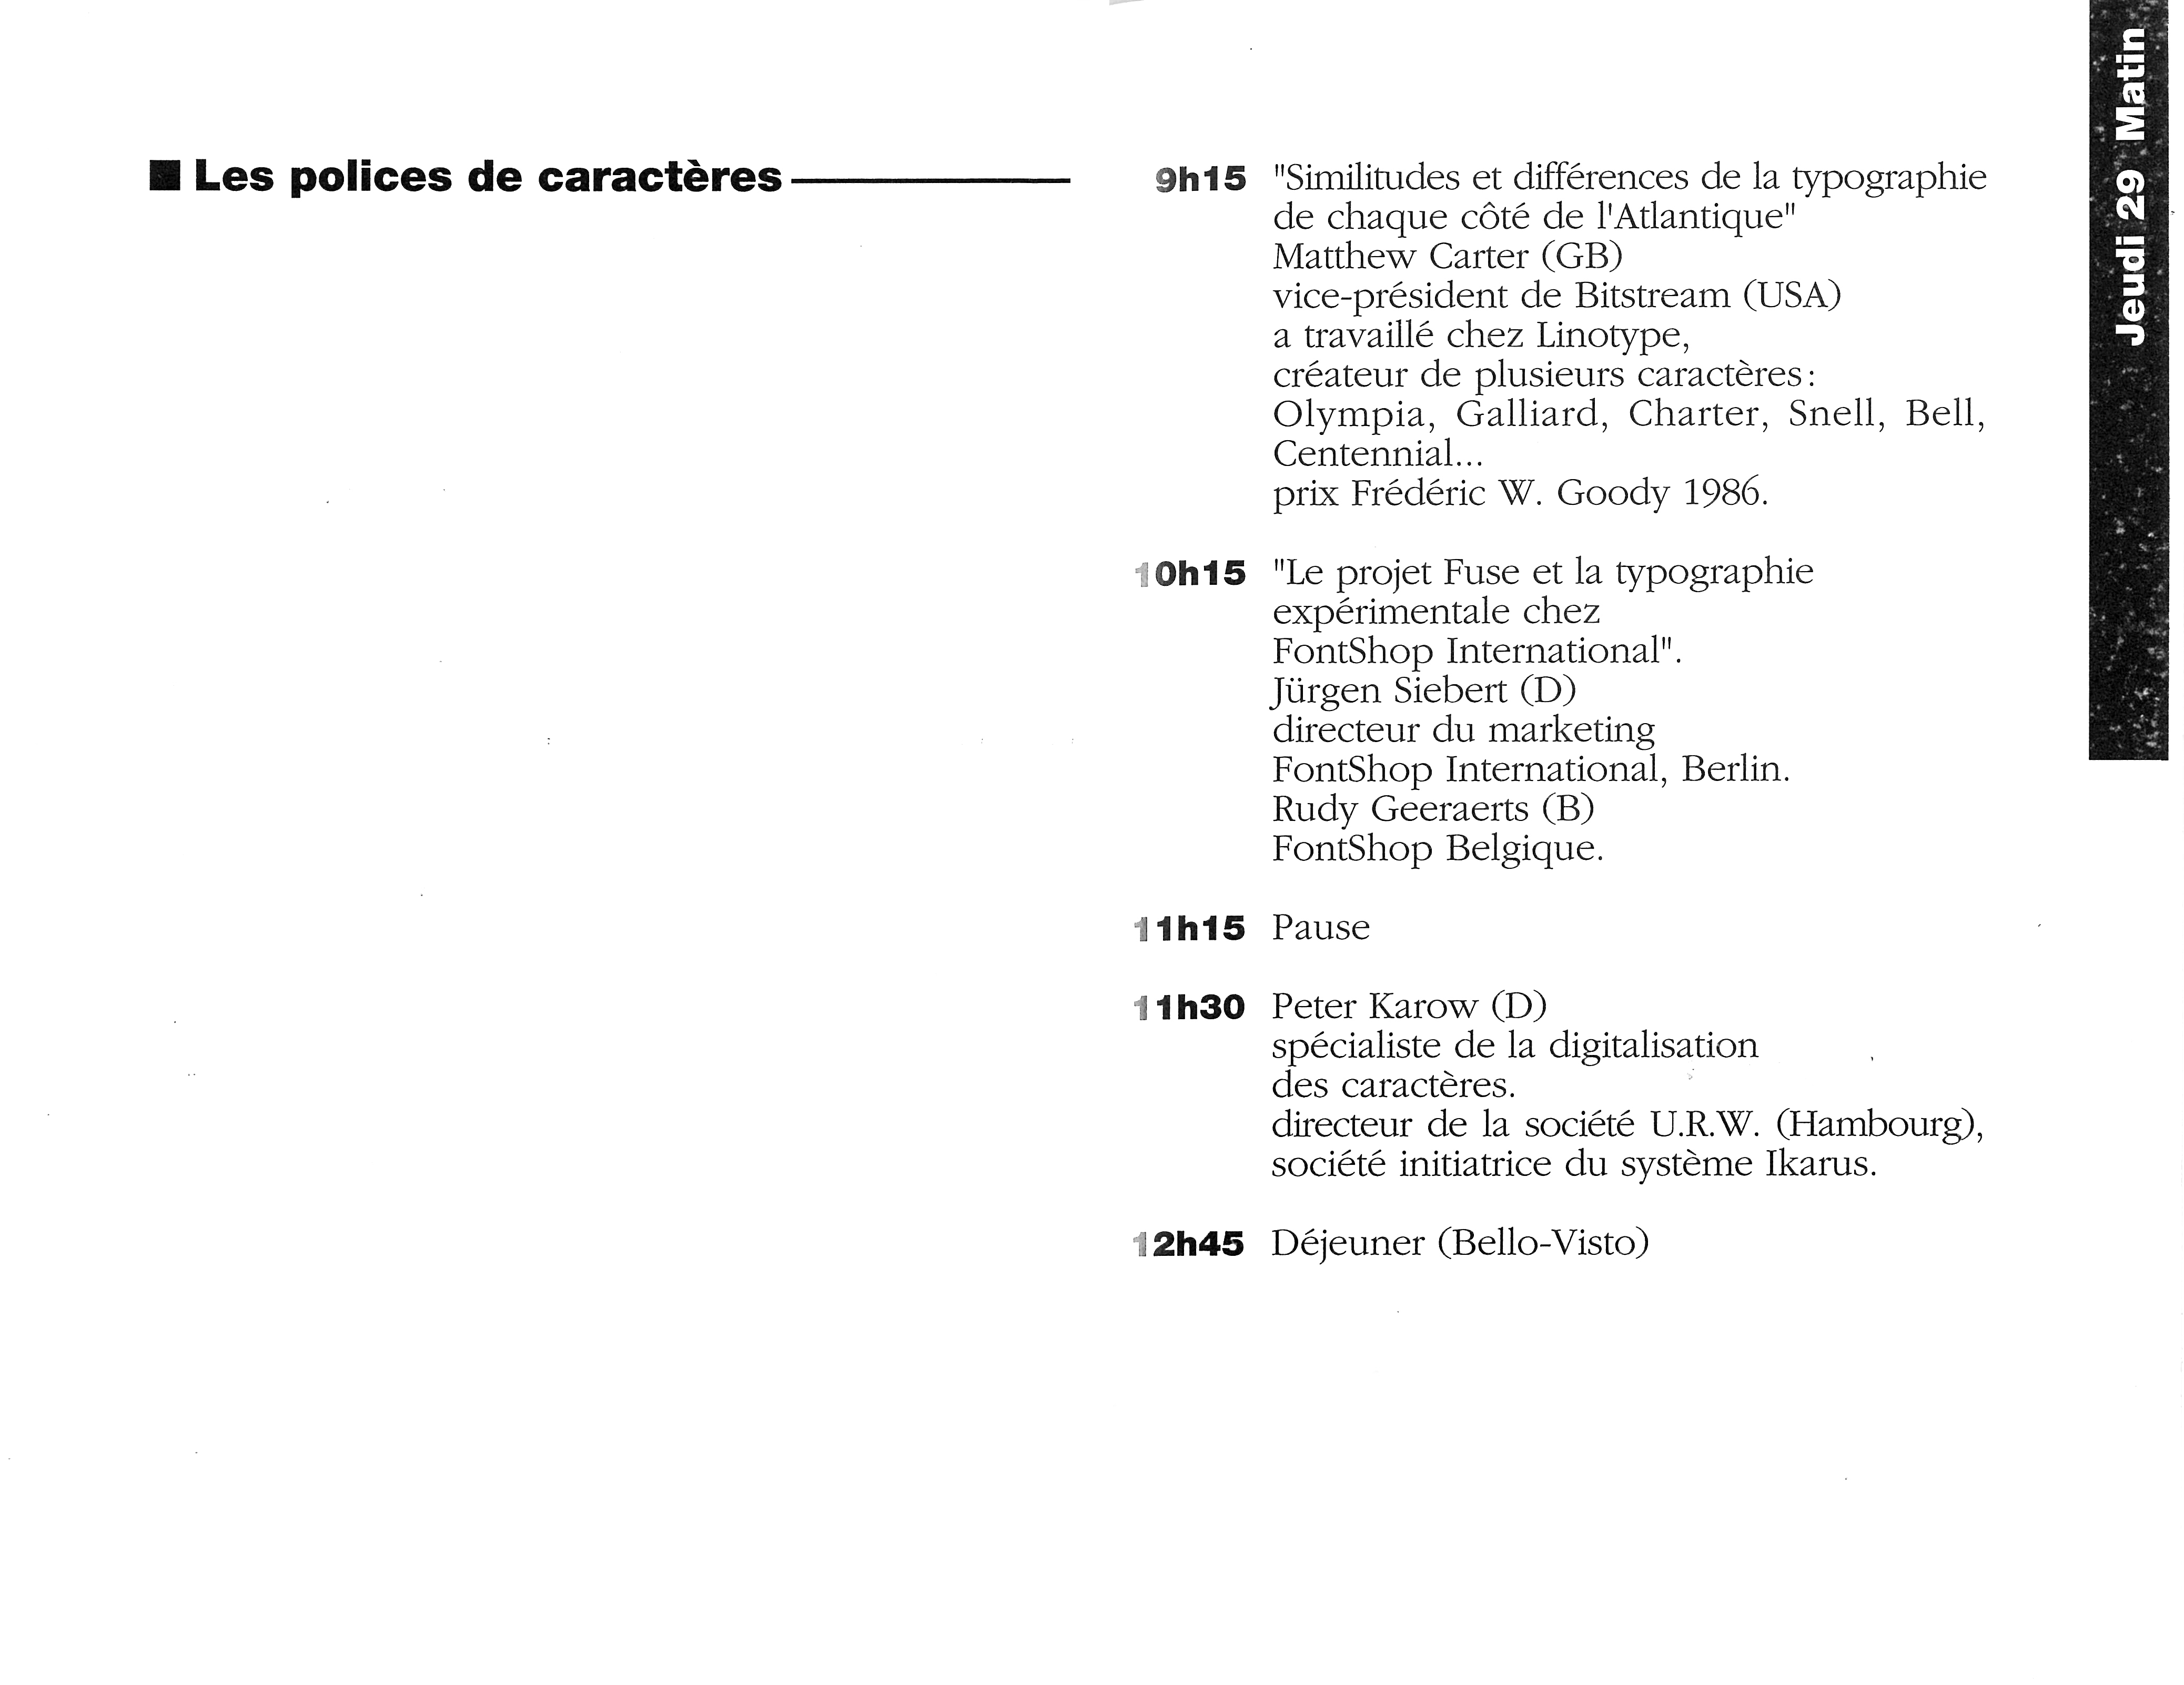 Jeudi 29 Matin
■ Les polices de caractères
9h15 "Similitudes et différences de la typographie
de chaque côté de l'Atlantique"
Matthew Carter (GB)
vice-président de Bitstream (USA)
a travaillé chez Linotype,
créateur de plusieurs caractères :
Olympia, Galliard, Charter, Snell, Bell,
Centennial...
prix Frédéric W. Goody 1986.
10h15 "Le projet Fuse et la typographie
expérimentale chez
FontShop International".
Jürgen Siebert (D)
directeur du marketing
FontShop International, Berlin.
Rudy Geeraerts (B)
FontShop Belgique.
11h15 Pause
11h30 Peter Karow (D)
spécialiste de la digitalisation
des caractères.
directeur de la société U.R.W. (Hambourg),
société initiatrice du système Ikarus.
12h45 Déjeuner (Bello-Visto)